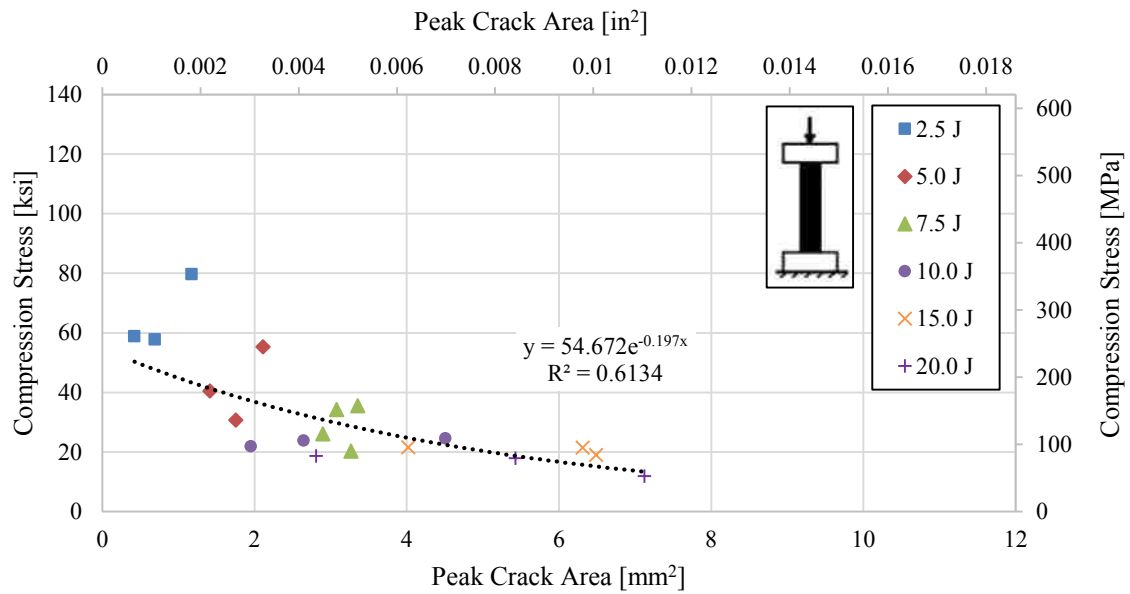 Peak Crack Area [in²]
0 0.002 0.004 0.006 0.008 0.01 0.012 0.014 0.016 0.018
Compression Stress [ksi]
140
120
100
80
60
40
20
0
y = 54.672e^-0.197x
R² = 0.6134
2.5 J
5.0 J
7.5 J
10.0 J
15.0 J
20.0 J
600
500
400
300
200
100
0
Compression Stress [MPa]
0 2 4 6 8 10 12
Peak Crack Area [mm²]